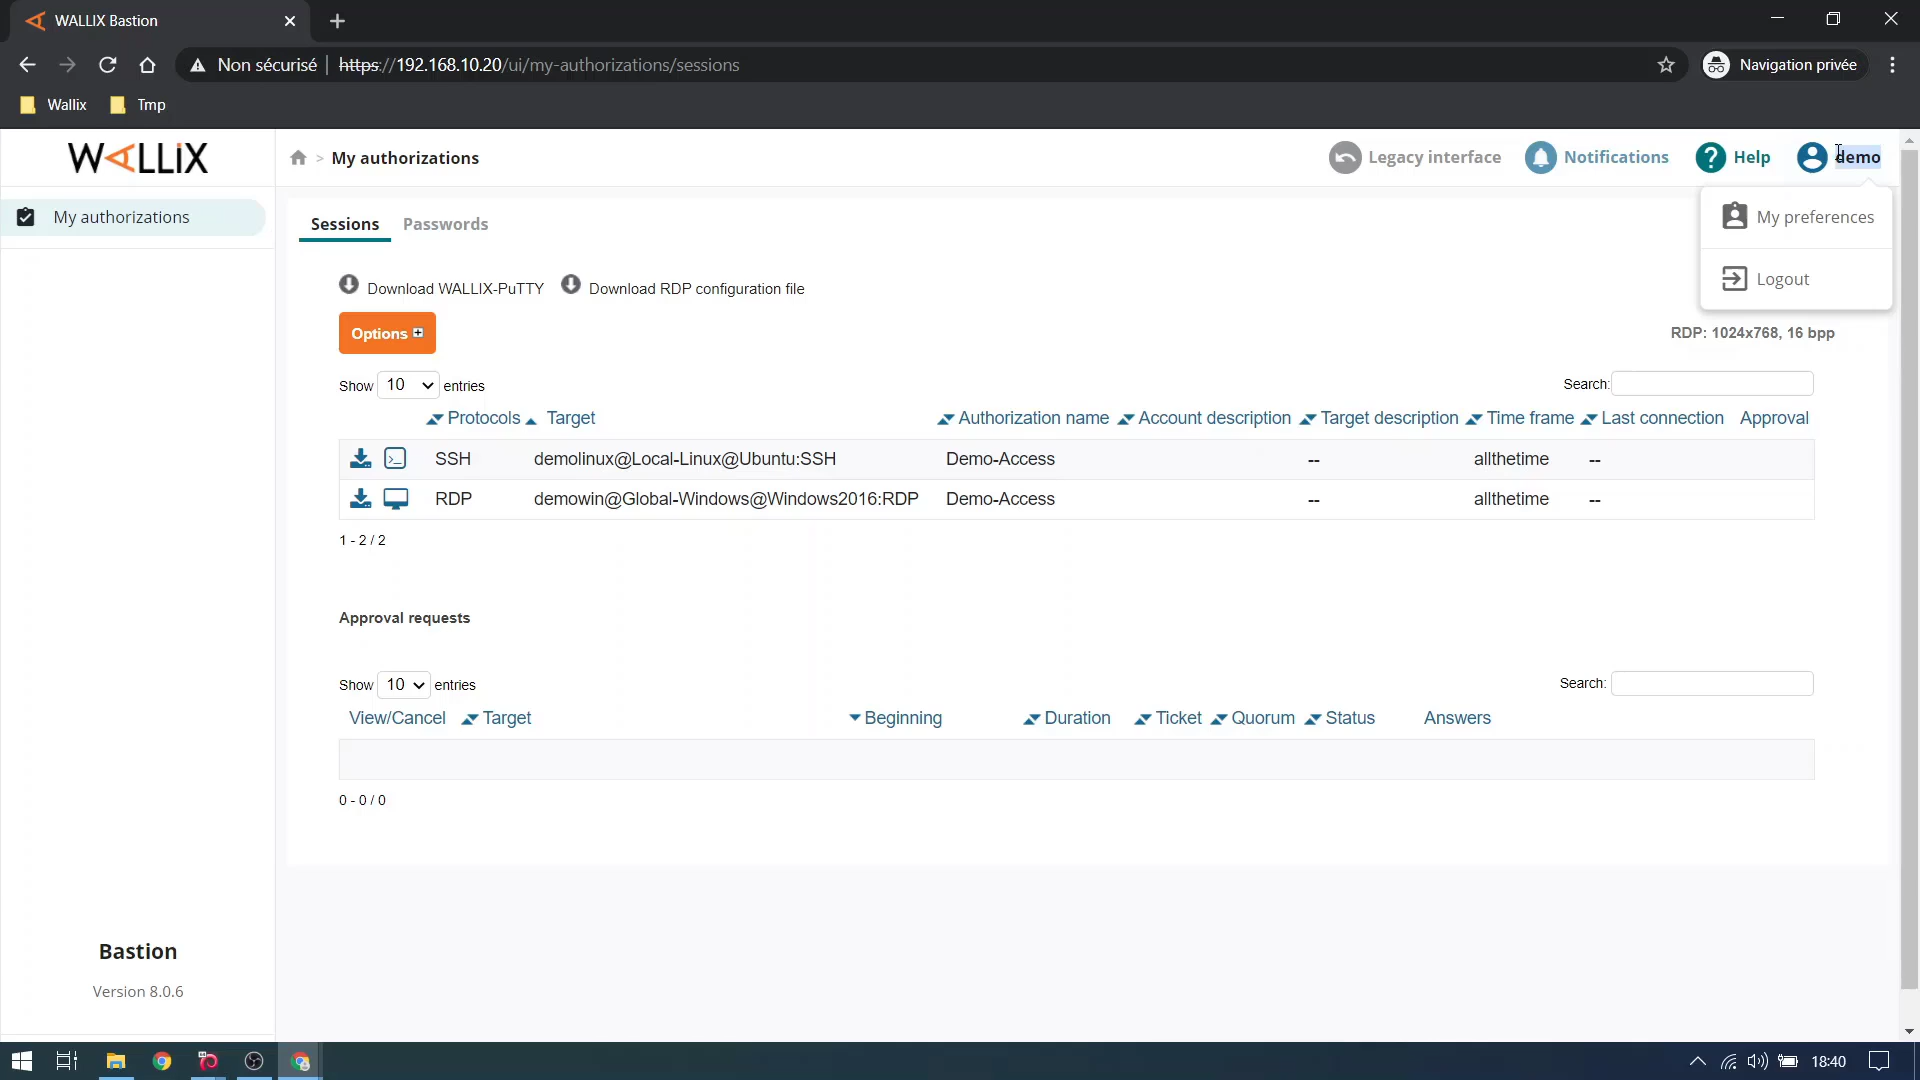 WALLIX Bastion
Non sécurisé https://192.168.10.20/ui/my-authorizations/sessions Navigation privée
Wallix Tmp
WALLIX
> My authorizations Legacy interface Notifications ? Help demo
My authorizations
Sessions Passwords
My preferences
Logout
Download WALLIX-PuTTY Download RDP configuration file
Options
RDP: 1024x768, 16 bpp
Show 10 entries Search:
Protocols Target Authorization name Account description Target description Time frame Last connection Approval
SSH demolinux@Local-Linux@Ubuntu:SSH Demo-Access -- allthetime --
RDP demowin@Global-Windows@Windows2016:RDP Demo-Access -- allthetime --
1 - 2 / 2
Approval requests
Show 10 entries Search:
View/Cancel Target Beginning Duration Ticket Quorum Status Answers
0 - 0 / 0
Bastion
Version 8.0.6
18:40